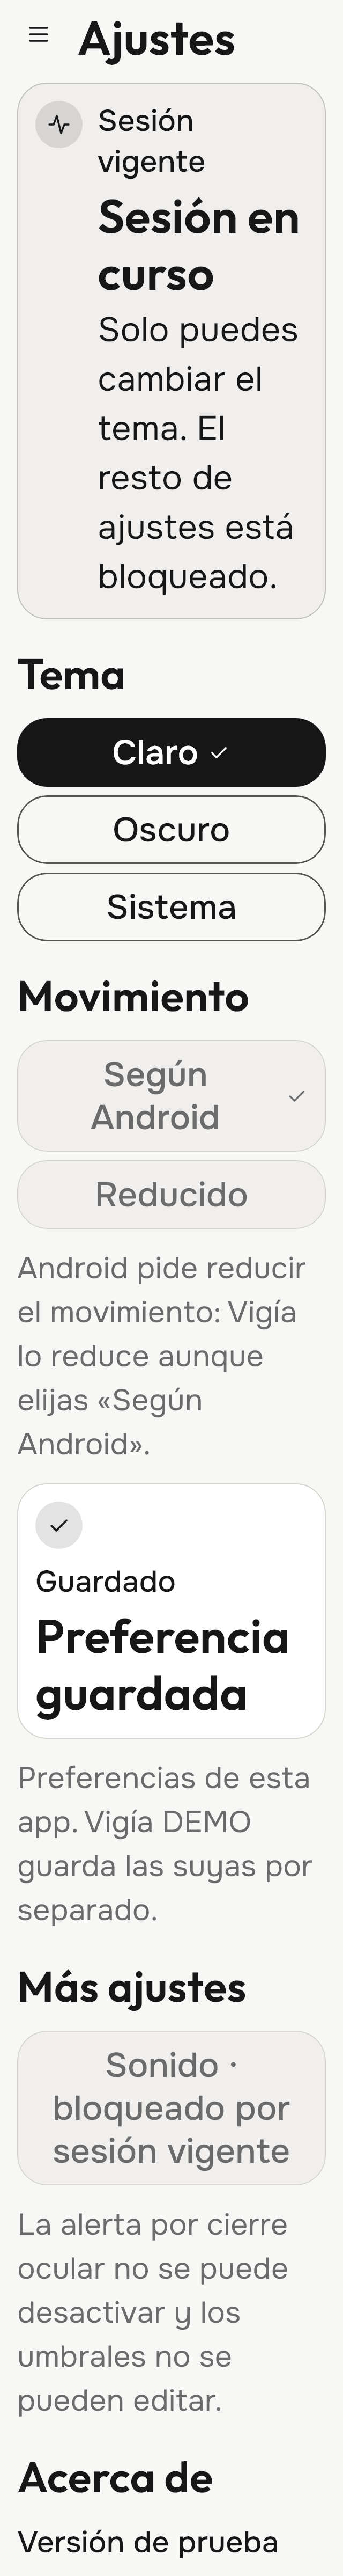 Ajustes
Sesión
vigente
Sesión en
curso
Solo puedes
cambiar el
tema. El
resto de
ajustes está
bloqueado.
Tema
Claro
Oscuro
Sistema
Movimiento
Según
Android
Reducido
Android pide reducir
el movimiento: Vigía
lo reduce aunque
elijas «Según
Android».
Guardado
Preferencia
guardada
Preferencias de esta
app. Vigía DEMO
guarda las suyas por
separado.
Más ajustes
Sonido ·
bloqueado por
sesión vigente
La alerta por cierre
ocular no se puede
desactivar y los
umbrales no se
pueden editar.
Acerca de
Versión de prueba